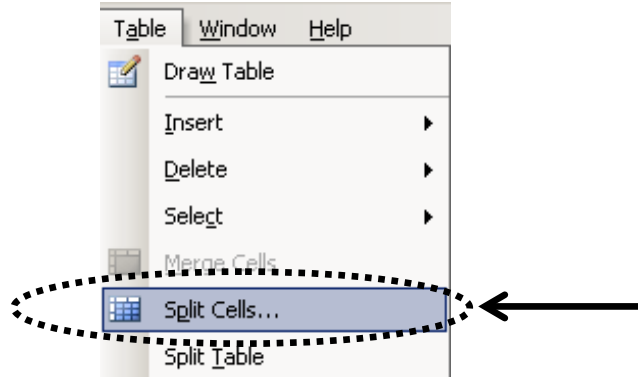 Table Window Help
Draw Table
Insert
Delete
Select
Merge Cells
Split Cells...
Split Table